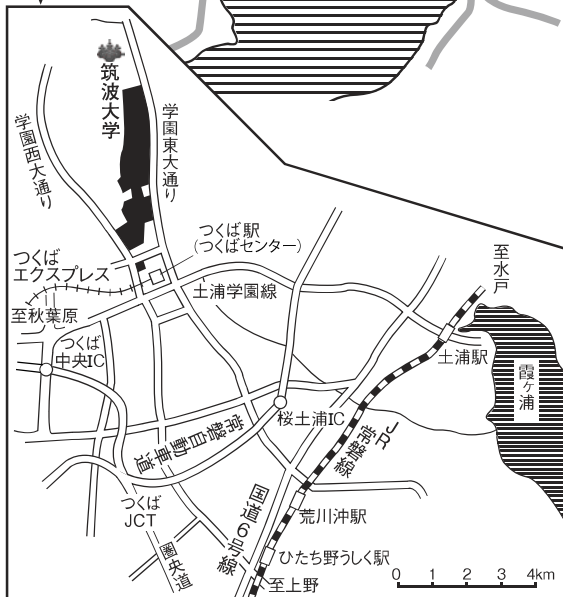 筑波大学
学園西大通り
学園東大通り
つくば駅
(つくばセンター)
至水戸
つくば
エクスプレス
至秋葉原
土浦学園線
つくば
中央IC
土浦駅
霞ヶ浦
桜土浦IC
常磐自動車道
JR
常磐線
つくば
JCT
国道6号線
荒川沖駅
圏央道
ひたち野うしく駅
至上野
0 1 2 3 4km